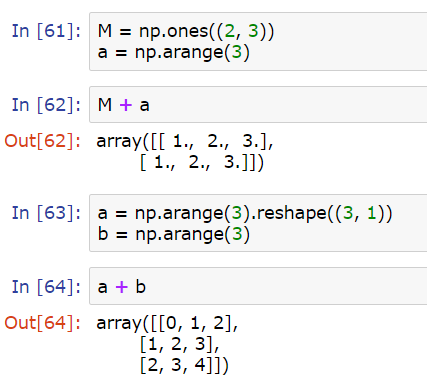 In [61]: M = np.ones((2, 3))
a = np.arange(3)
In [62]: M + a
Out[62]: array([[ 1.,  2.,  3.],
[ 1.,  2.,  3.]])
In [63]: a = np.arange(3).reshape((3, 1))
b = np.arange(3)
In [64]: a + b
Out[64]: array([[0, 1, 2],
[1, 2, 3],
[2, 3, 4]])